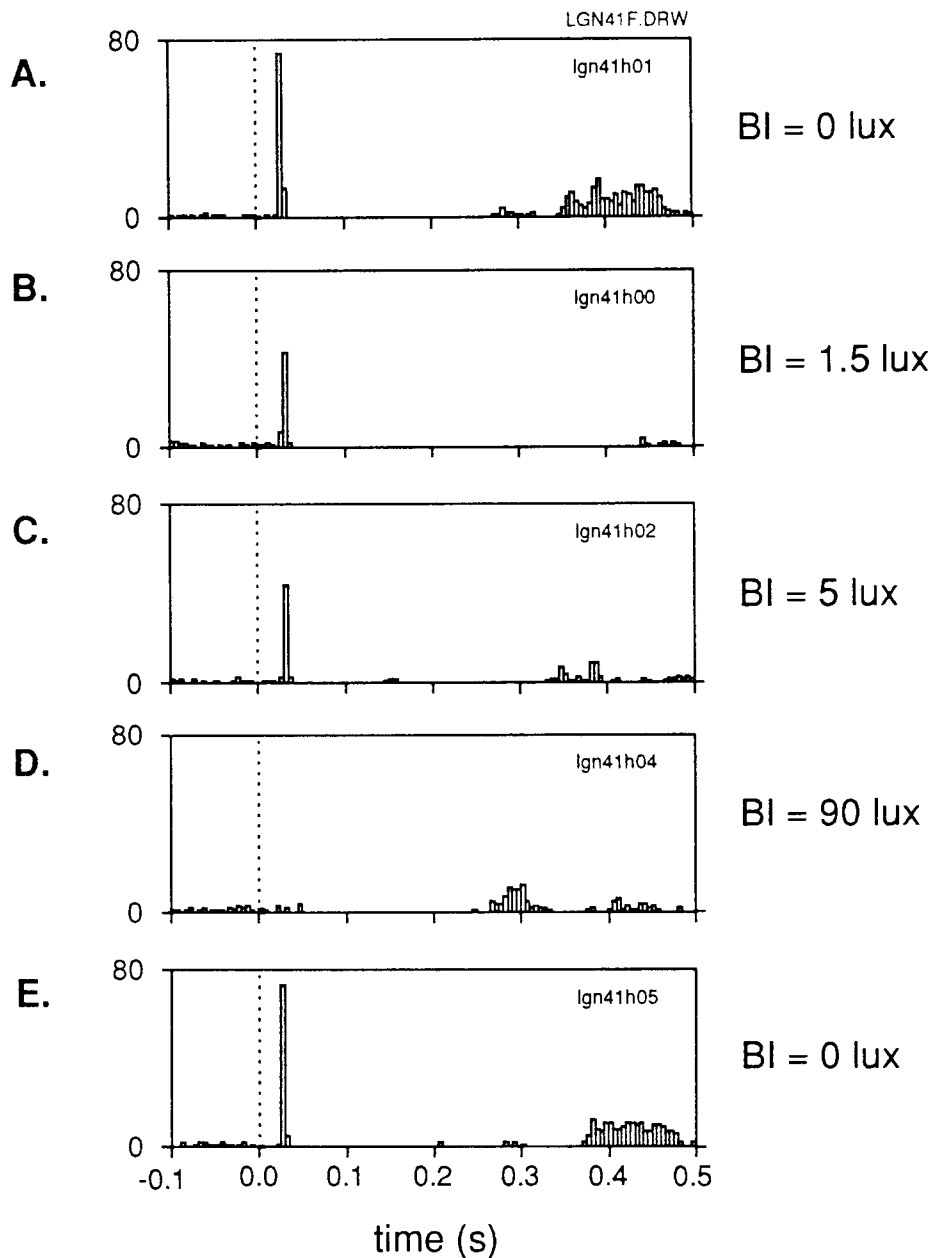 LGN41F.DRW
A.
80
0
lgn41h01
BI = 0 lux
B.
80
0
lgn41h00
BI = 1.5 lux
C.
80
0
lgn41h02
BI = 5 lux
D.
80
0
lgn41h04
BI = 90 lux
E.
80
0
lgn41h05
BI = 0 lux
-0.1 0.0 0.1 0.2 0.3 0.4 0.5
time (s)